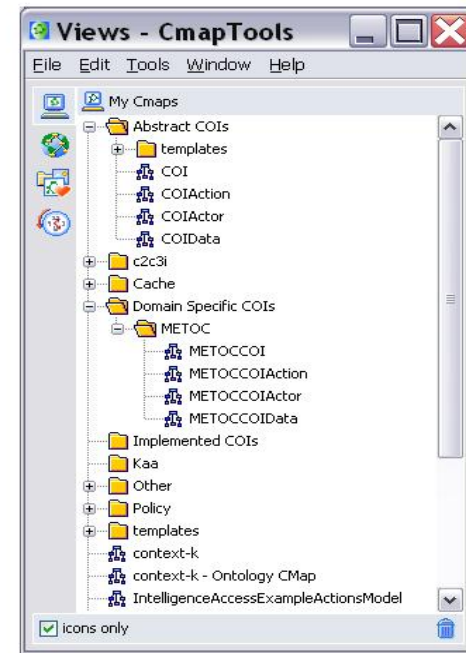 Views - CmapTools
File Edit Tools Window Help
My Cmaps
Abstract COIs
templates
COI
COIAction
COIActor
COIData
c2c3i
Cache
Domain Specific COIs
METOC
METOCCOI
METOCCOIAction
METOCCOIActor
METOCCOIData
Implemented COIs
Kaa
Other
Policy
templates
context-k
context-k - Ontology CMap
IntelligenceAccessExampleActionsModel
icons only